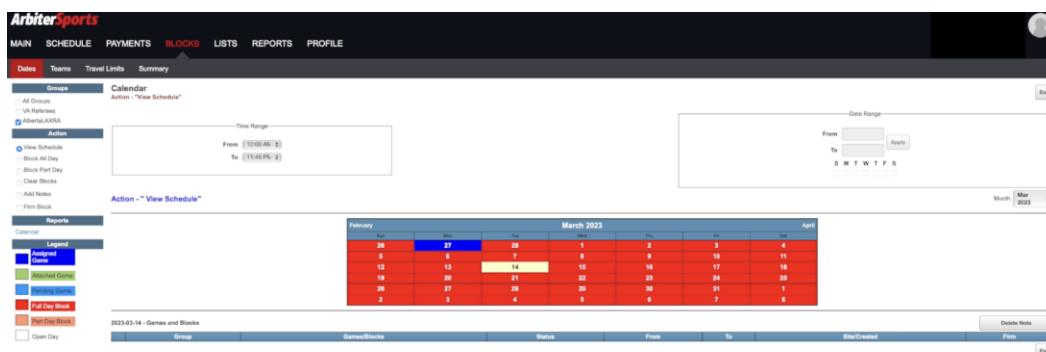 ArbiterSports
MAIN SCHEDULE PAYMENTS BLOCKS LISTS REPORTS PROFILE
Dates Teams Travel Limits Summary
Groups
All Groups
VA Referees
AlbertaLAXRA
Action
View Schedule
Block All Day
Block Part Day
Clear Blocks
Add Notes
Firm Block
Reports
Calendar
Legend
Assigned
Game
Attached Game
Pending Game
Full Day Block
Part Day Block
Open Day
Calendar
Action - "View Schedule"
Time Range
From 12:00 AM
To 11:45 PM
Date Range
From
To
Apply
S M T W T F S
Action - " View Schedule"
Month Mar
2023
February March 2023 April
Sun Mon Tue Wed Thu Fri Sat
26 27 28 1 2 3 4
5 6 7 8 9 10 11
12 13 14 15 16 17 18
19 20 21 22 23 24 25
26 27 28 29 30 31 1
2 3 4 5 6 7 8
2023-03-14 - Games and Blocks
Delete Note
Group Games/Blocks Status From To Site/Created Firm